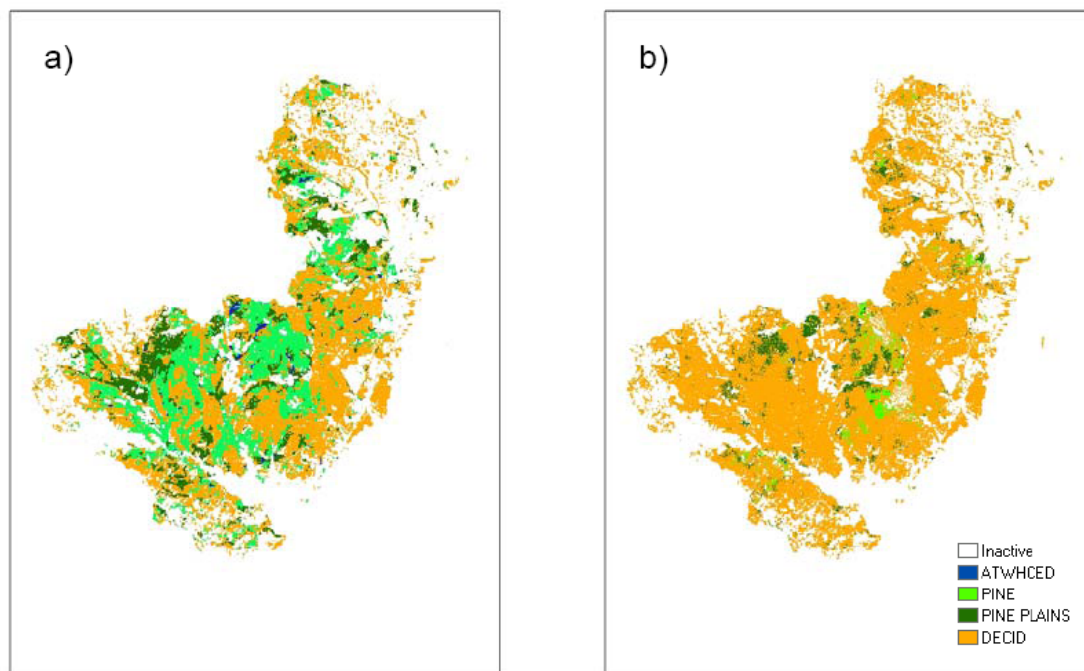 a)
b)
Inactive
ATWHCED
PINE
PINE PLAINS
DECID